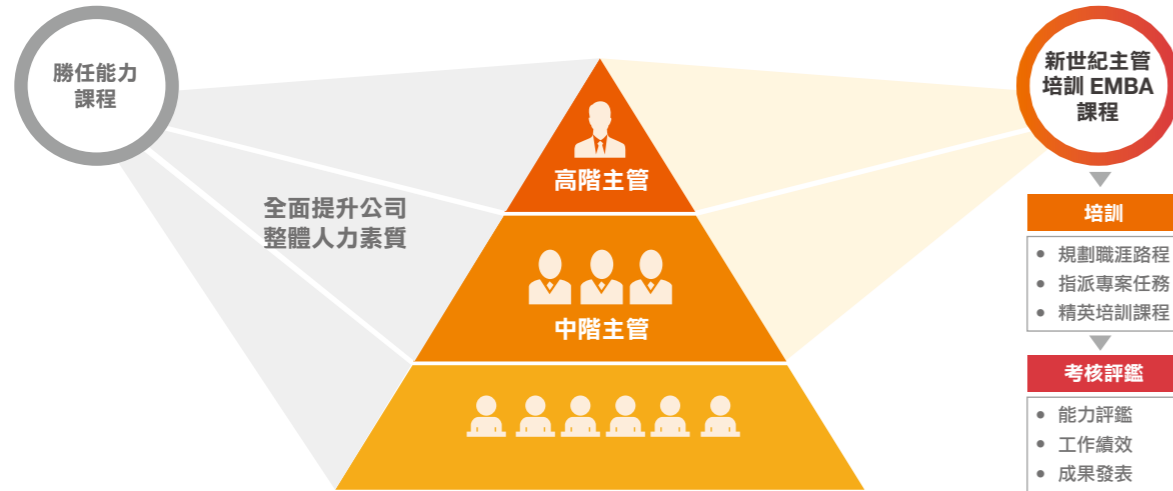 勝任能力
課程
全面提升公司
整體人力素質
高階主管
中階主管
新世紀主管
培訓 EMBA
課程
培訓
• 規劃職涯路程
• 指派專案任務
• 精英培訓課程
考核評鑑
• 能力評鑑
• 工作績效
• 成果發表